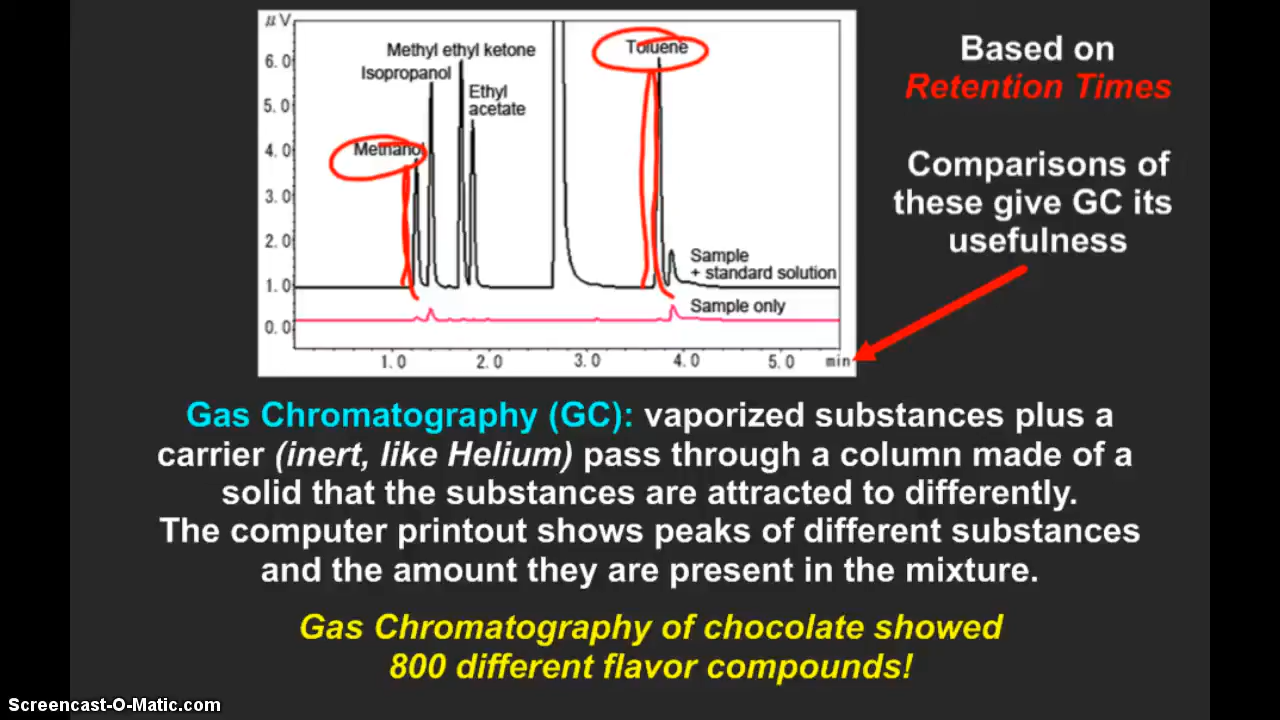 μV
6.0
5.0
4.0
3.0
2.0
1.0
0.0
Methyl ethyl ketone
Isopropanol
Ethyl
acetate
Methanol
Toluene
Sample
+ standard solution
Sample only
1.0 2.0 3.0 4.0 5.0 min
Based on
Retention Times
Comparisons of
these give GC its
usefulness
Gas Chromatography (GC): vaporized substances plus a
carrier (inert, like Helium) pass through a column made of a
solid that the substances are attracted to differently.
The computer printout shows peaks of different substances
and the amount they are present in the mixture.
Gas Chromatography of chocolate showed
800 different flavor compounds!
Screencast-O-Matic.com